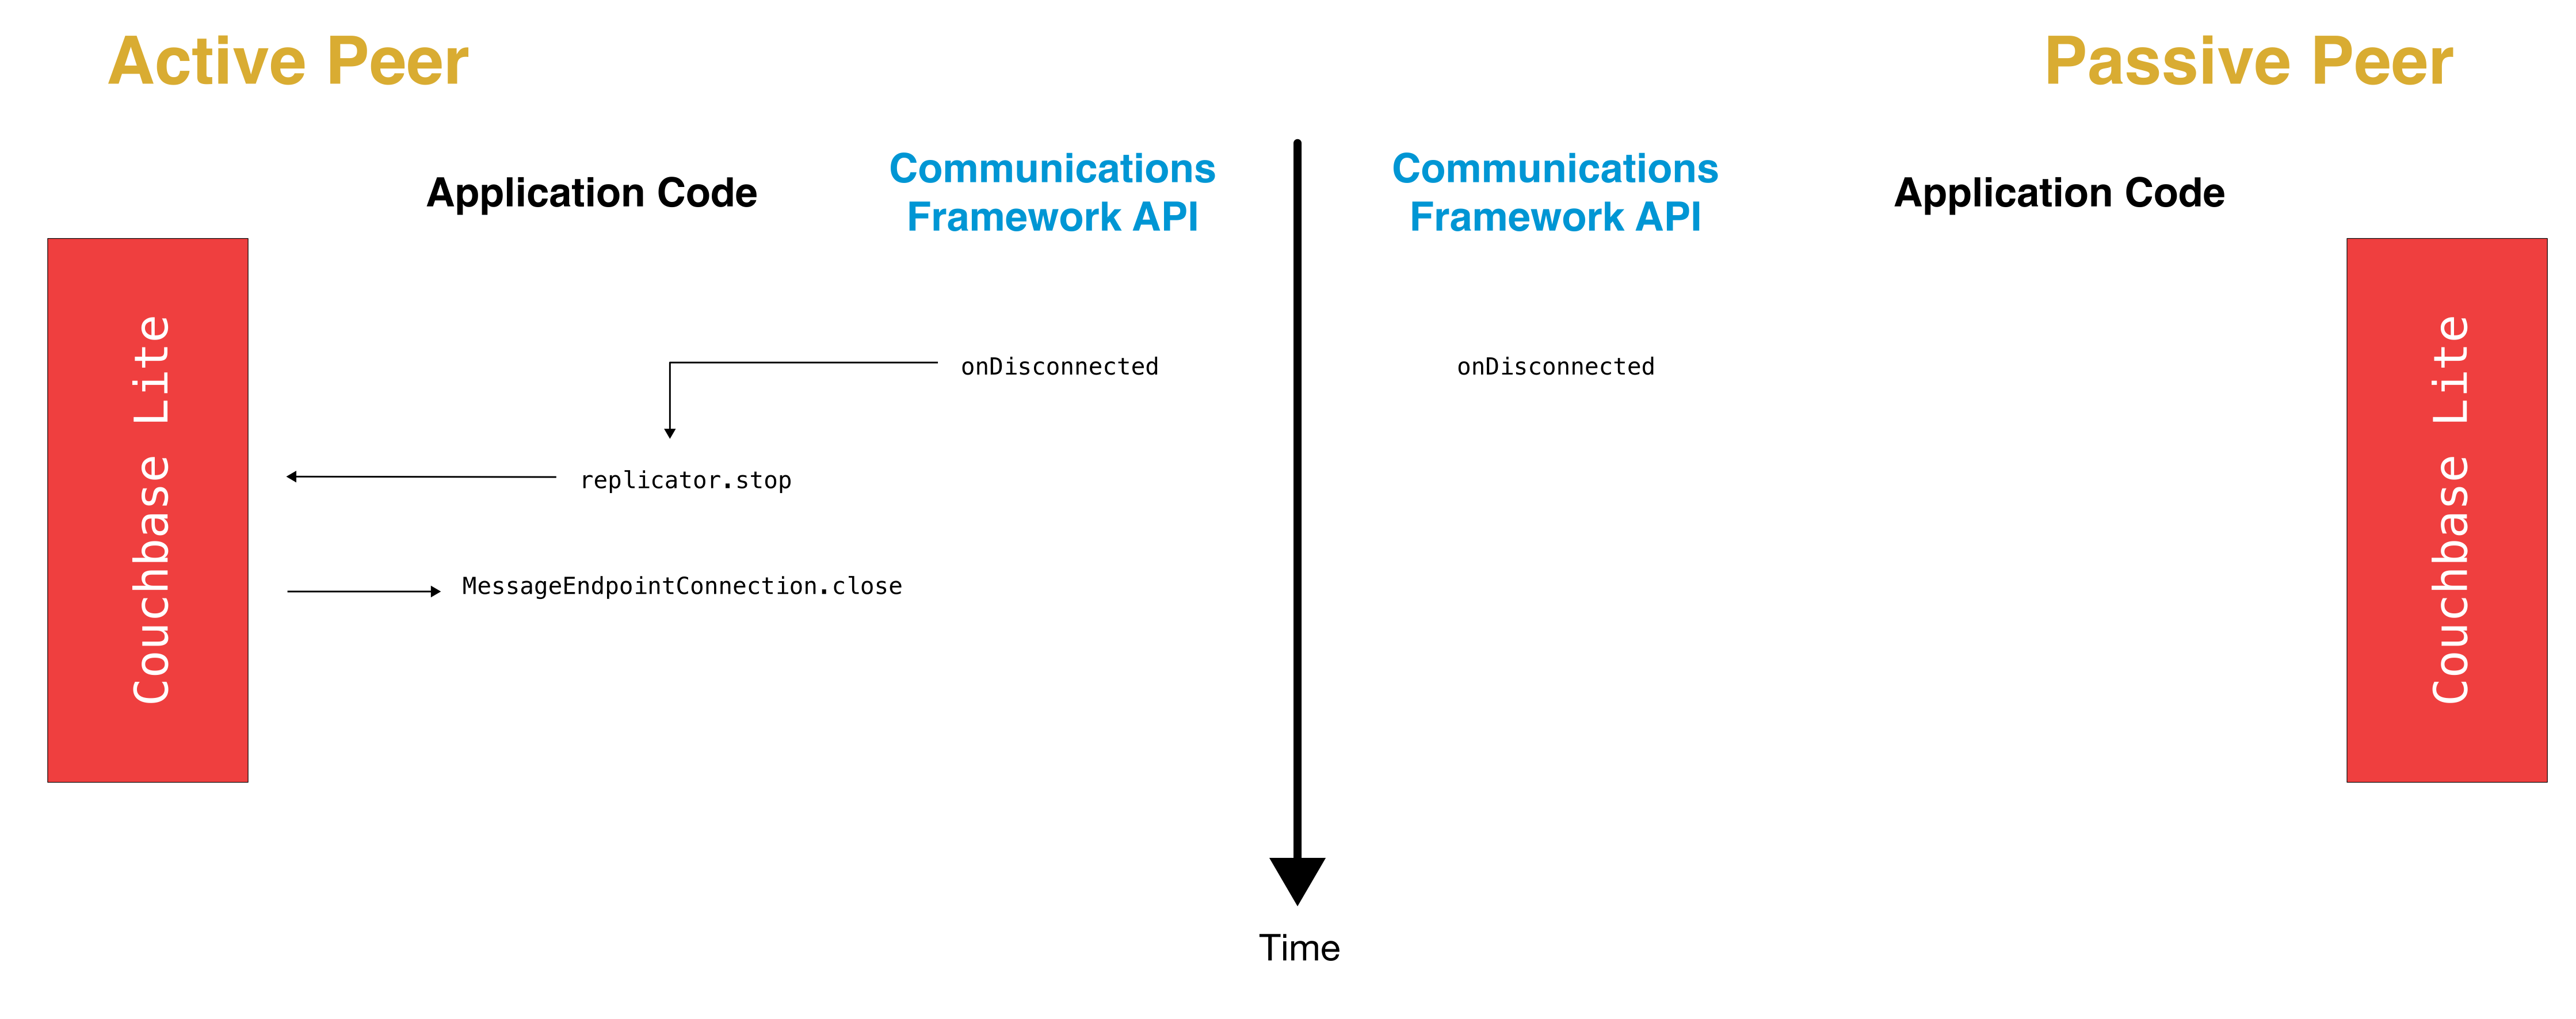 Active Peer
Passive Peer
Application Code
Communications
Framework API
Communications
Framework API
Application Code
Couchbase Lite
onDisconnected
onDisconnected
replicator.stop
MessageEndpointConnection.close
Couchbase Lite
Time